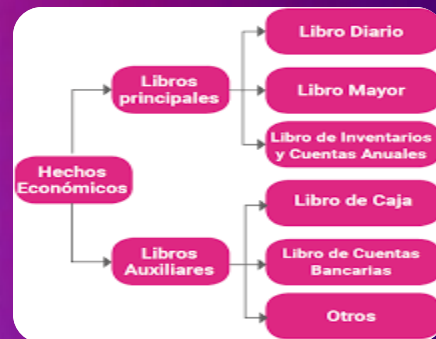 Hechos
Económicos
Libros
principales
Libro Diario
Libro Mayor
Libro de Inventarios
y Cuentas Anuales
Libros
Auxiliares
Libro de Caja
Libro de Cuentas
Bancarias
Otros